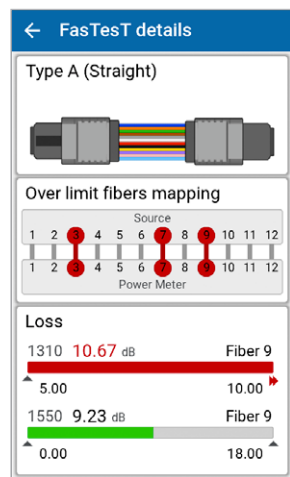 ← FasTesT details
Type A (Straight)
Over limit fibers mapping
Source
1 2 3 4 5 6 7 8 9 10 11 12
1 2 3 4 5 6 7 8 9 10 11 12
Power Meter
Loss
1310 10.67 dB Fiber 9
5.00 10.00
1550 9.23 dB Fiber 9
0.00 18.00